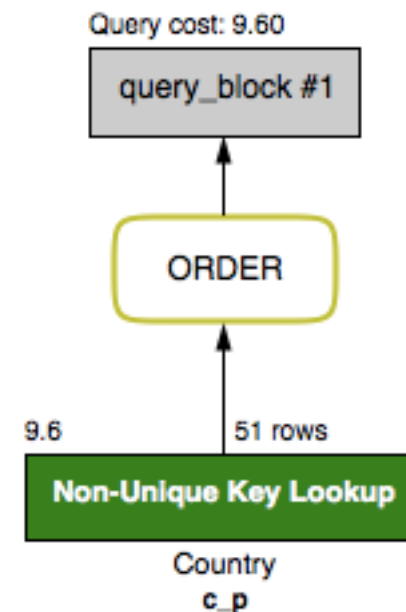 Query cost: 9.60
query_block #1
ORDER
9.6 51 rows
Non-Unique Key Lookup
Country
c_p